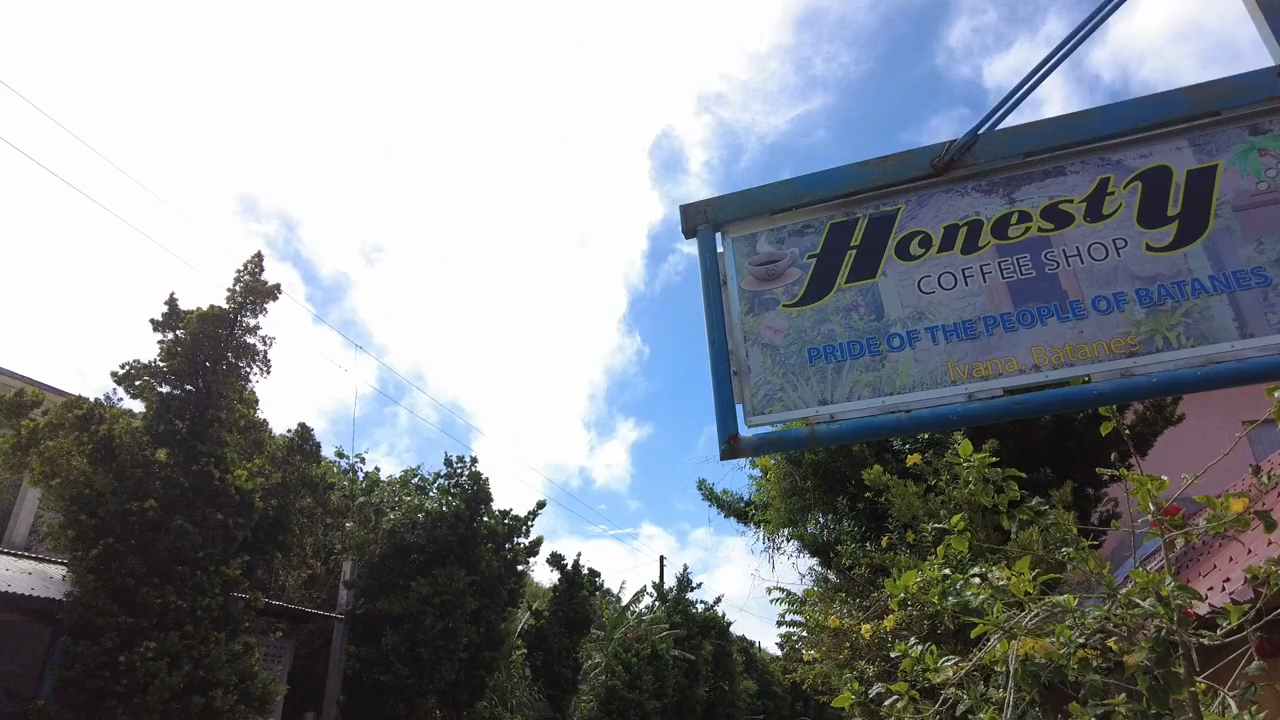 Honesty
COFFEE SHOP
PRIDE OF THE PEOPLE OF BATANES
Ivana, Batanes